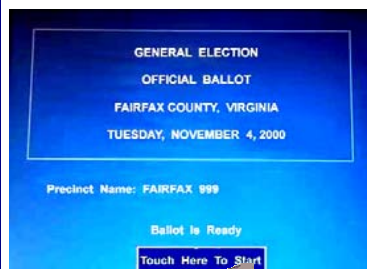 GENERAL ELECTION
OFFICIAL BALLOT
FAIRFAX COUNTY, VIRGINIA
TUESDAY, NOVEMBER 4, 2000
Precinct Name: FAIRFAX 999
Ballot Is Ready
Touch Here To Start